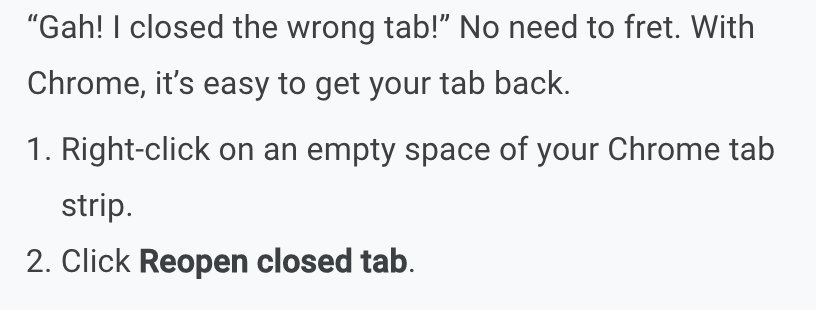 “Gah! I closed the wrong tab!” No need to fret. With
Chrome, it’s easy to get your tab back.
1. Right-click on an empty space of your Chrome tab
strip.
2. Click Reopen closed tab.